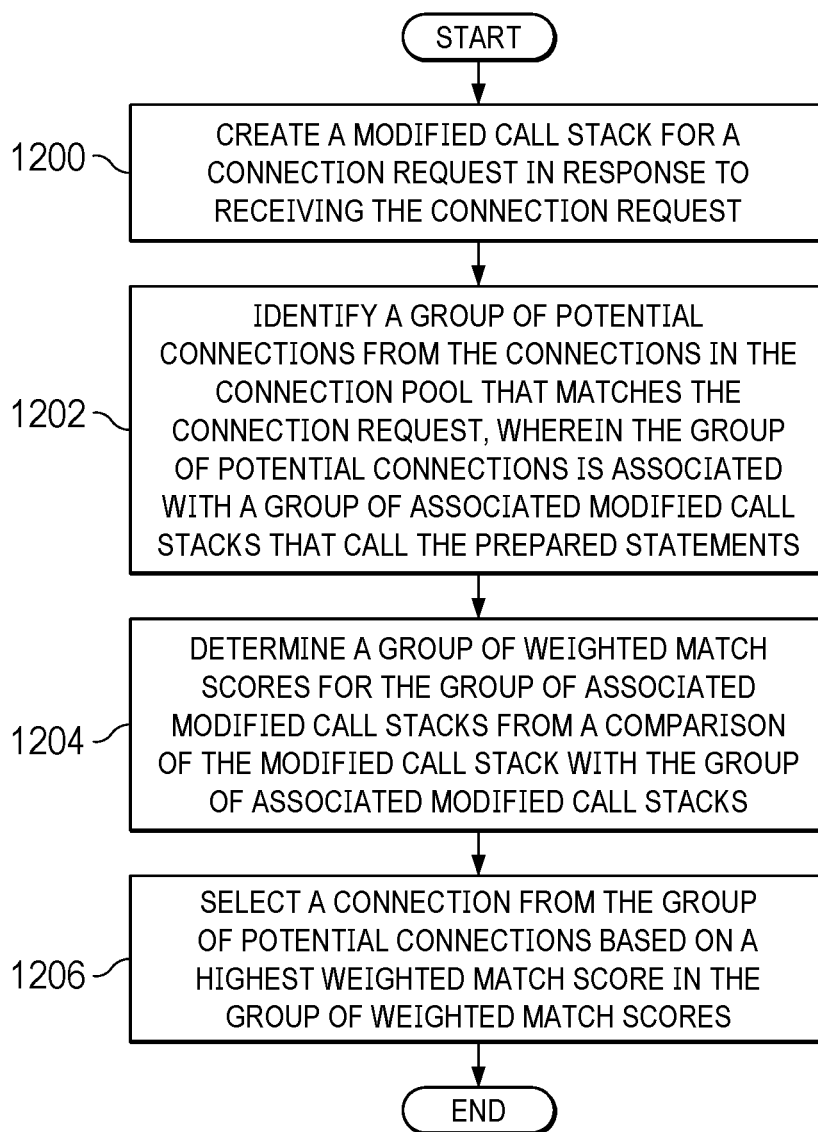 START
1200
CREATE A MODIFIED CALL STACK FOR A
CONNECTION REQUEST IN RESPONSE TO
RECEIVING THE CONNECTION REQUEST
1202
IDENTIFY A GROUP OF POTENTIAL
CONNECTIONS FROM THE CONNECTIONS IN THE
CONNECTION POOL THAT MATCHES THE
CONNECTION REQUEST, WHEREIN THE GROUP
OF POTENTIAL CONNECTIONS IS ASSOCIATED
WITH A GROUP OF ASSOCIATED MODIFIED CALL
STACKS THAT CALL THE PREPARED STATEMENTS
1204
DETERMINE A GROUP OF WEIGHTED MATCH
SCORES FOR THE GROUP OF ASSOCIATED
MODIFIED CALL STACKS FROM A COMPARISON
OF THE MODIFIED CALL STACK WITH THE GROUP
OF ASSOCIATED MODIFIED CALL STACKS
1206
SELECT A CONNECTION FROM THE GROUP
OF POTENTIAL CONNECTIONS BASED ON A
HIGHEST WEIGHTED MATCH SCORE IN THE
GROUP OF WEIGHTED MATCH SCORES
END